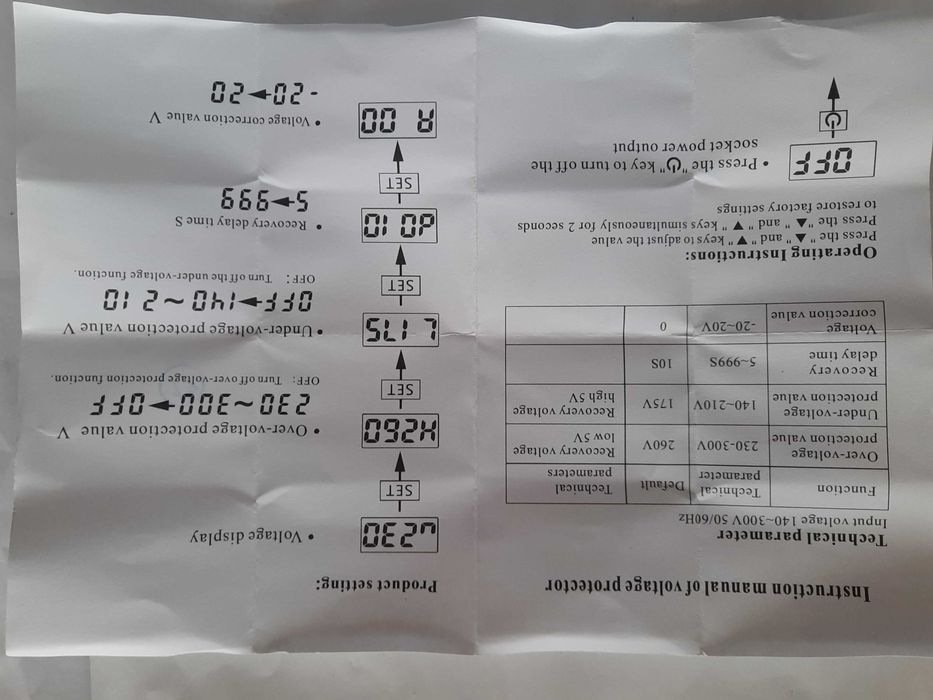 Instruction manual of voltage protector
Technical parameter
Input voltage 140~300V 50/60Hz
Function Technical parameter Default Technical parameters
Over-voltage protection value 230-300V 260V Recovery voltage low 5V
Under-voltage protection value 140~210V 175V Recovery voltage high 5V
Recovery delay time 5~999S 10S
Voltage correction value -20~20V 0
Operating Instructions:
Press the "▲" and "▼" keys to adjust the value
Press the "▲" and "▼" keys simultaneously for 2 seconds
to restore factory settings
OFF
• Press the "⏻" key to turn off the
socket power output
⏻
Product setting:
U230
• Voltage display
SET
H260
• Over-voltage protection value V
230~300→OFF
OFF: Turn off over-voltage protection function.
SET
L 175
• Under-voltage protection value V
OFF→140~210
OFF: Turn off the under-voltage function.
SET
d0 10
• Recovery delay time S
5→999
SET
A 00
• Voltage correction value V
-20→20